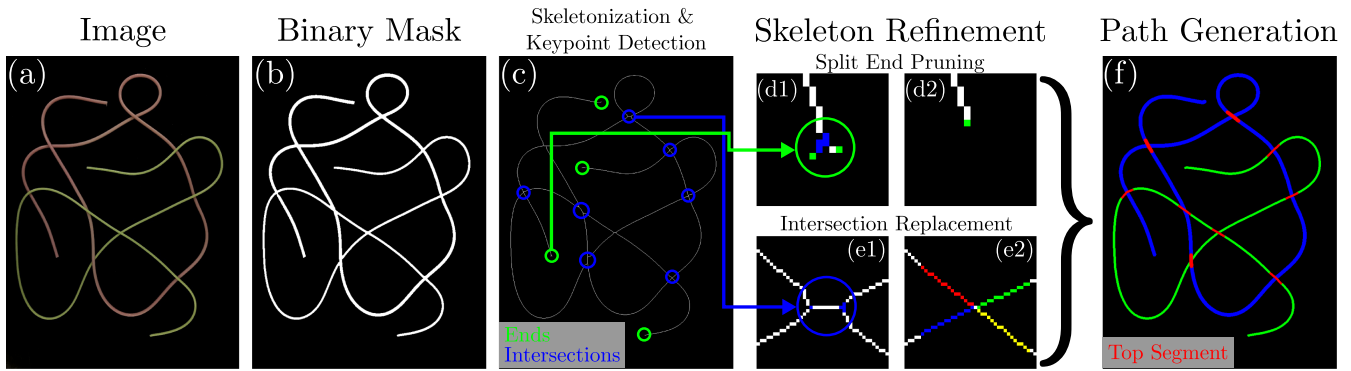 Image
(a)
Binary Mask
(b)
Skeletonization &
Keypoint Detection
(c)
Ends
Intersections
Skeleton Refinement
Split End Pruning
(d1)
(d2)
Intersection Replacement
(e1)
(e2)
Path Generation
(f)
Top Segment